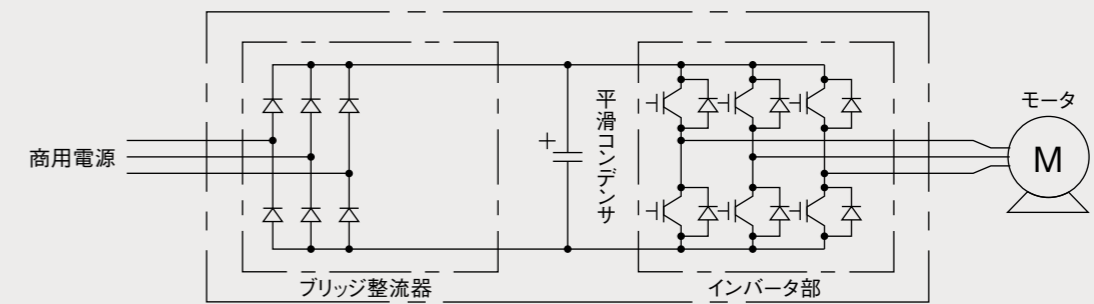 商用電源
ブリッジ整流器
+
平滑コンデンサ
インバータ部
モータ
M